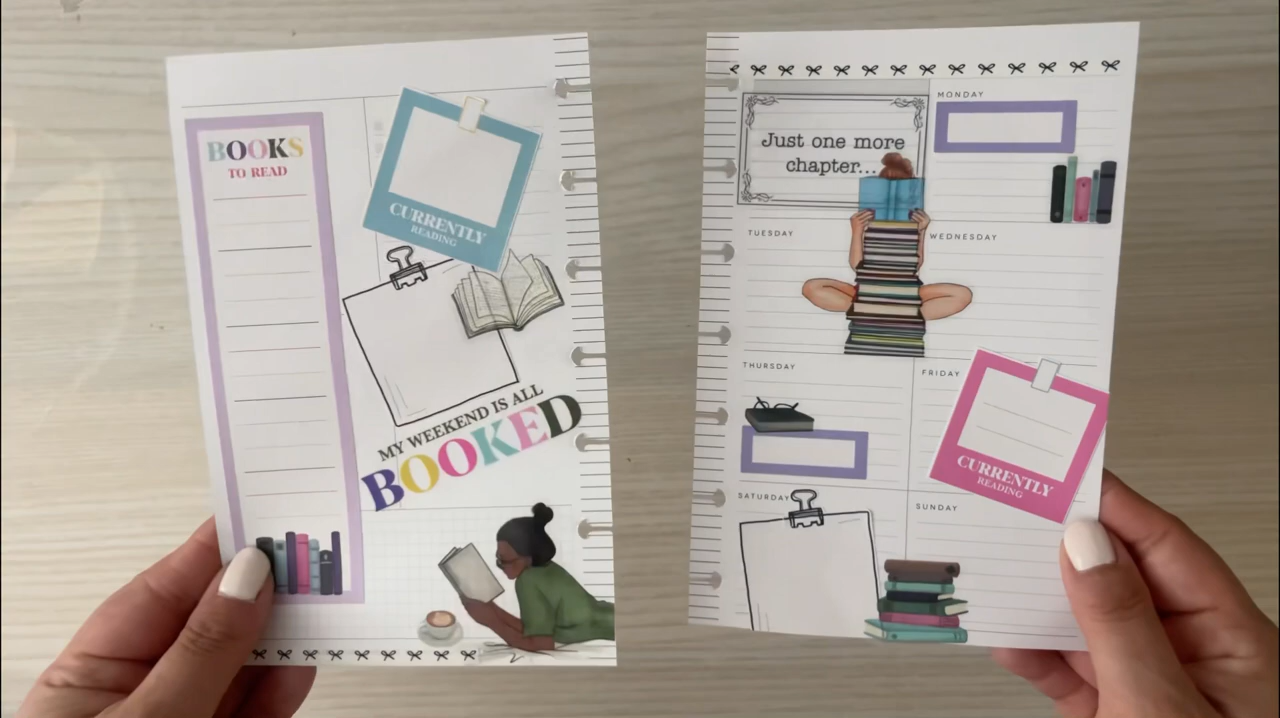 BOOKS
TO READ
CURRENTLY
READING
MY WEEKEND IS ALL
BOOKED
MONDAY
Just one more
chapter...
TUESDAY
WEDNESDAY
THURSDAY
FRIDAY
CURRENTLY
READING
SATURDAY
SUNDAY